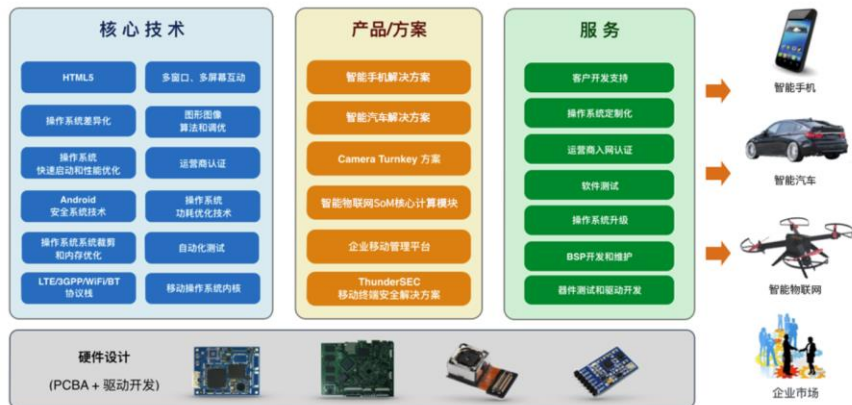 核心技术
HTML5
多窗口、多屏幕互动
操作系统差异化
图形图像
算法和调优
操作系统
快速启动和性能优化
运营商认证
Android
安全系统技术
操作系统
功耗优化技术
操作系统系统裁剪
和内存优化
自动化测试
LTE/3GPP/WiFi/BT
协议栈
移动操作系统内核
产品/方案
智能手机解决方案
智能汽车解决方案
Camera Turnkey 方案
智能物联网SoM核心计算模块
企业移动管理平台
ThunderSEC
移动终端安全解决方案
服务
客户开发支持
操作系统定制化
运营商入网认证
软件测试
操作系统升级
BSP开发和维护
器件测试和驱动开发
智能手机
智能汽车
智能物联网
企业市场
硬件设计
(PCBA + 驱动开发)